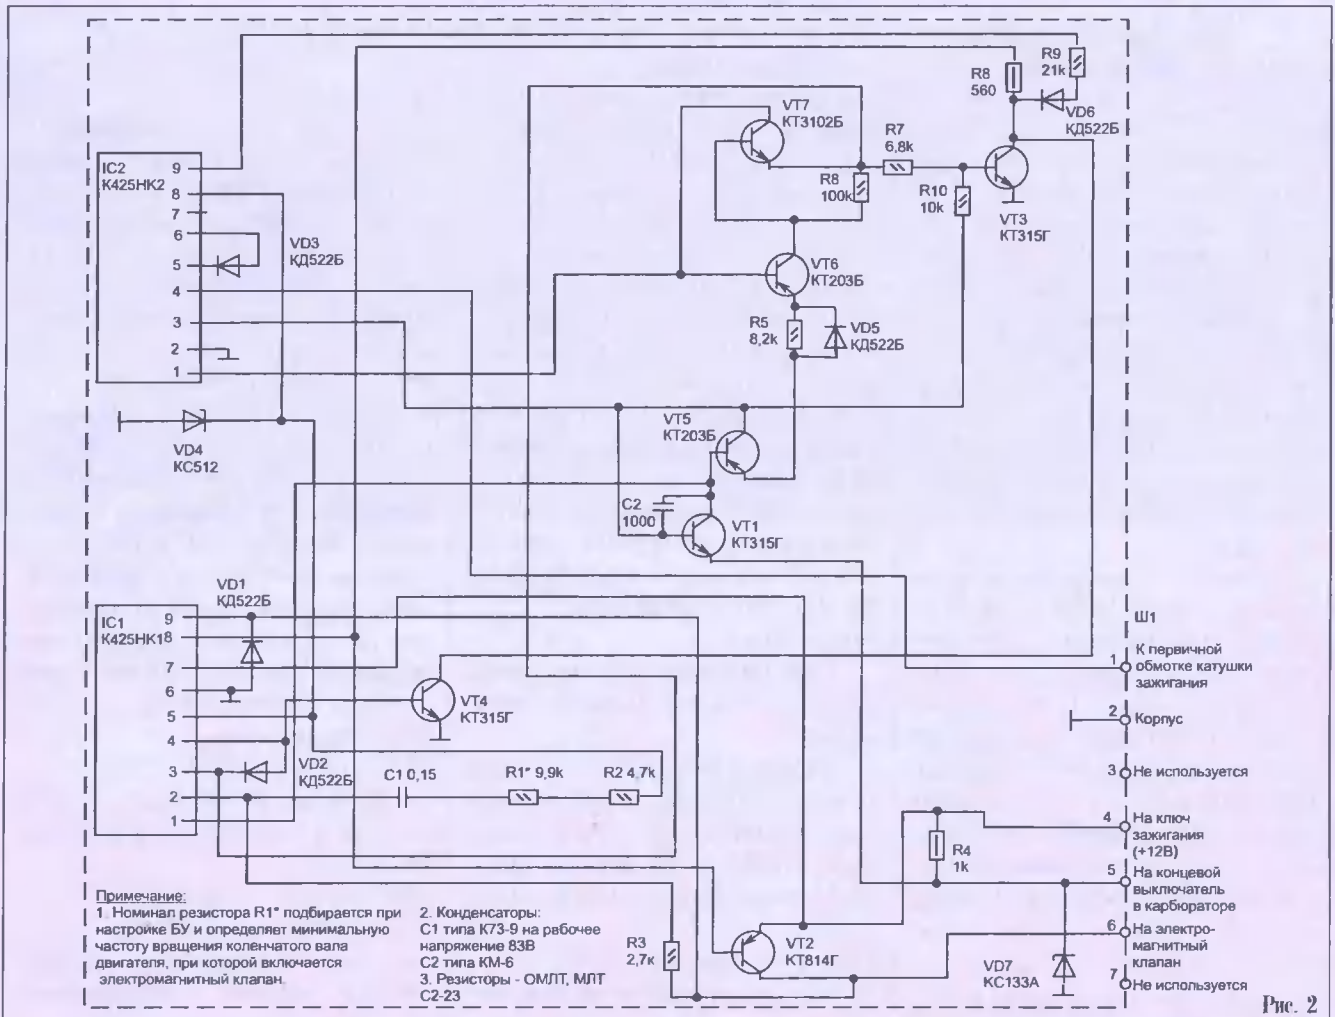 R8
560
R9
21k
VD6
КД522Б
VT7
КТ3102Б
R7
6,8k
R8
100k
R10
10k
VT3
КТ315Г
IC2
К425НК2
9
8
7
6
5
4
3
2
1
VD3
КД522Б
VT6
КТ203Б
R5
8,2k
VD5
КД522Б
VD4
КС512
VT5
КТ203Б
C2
1000
VT1
КТ315Г
VD1
КД522Б
IC1
К425НК1
9
8
7
6
5
4
3
2
1
VT4
КТ315Г
VD2
КД522Б
C1 0,15
R1* 9,9k
R2 4,7k
Ш1
1
К первичной
обмотке катушки
зажигания
2
Корпус
3
Не используется
4
На ключ
зажигания
(+12В)
5
На концевой
выключатель
в карбюраторе
6
На электро-
магнитный
клапан
7
Не используется
R4
1k
R3
2,7к
VT2
КТ814Г
VD7
КС133А
Примечание:
1. Номинал резистора R1* подбирается при
настройке БУ и определяет минимальную
частоту вращения коленчатого вала
двигателя, при которой включается
электромагнитный клапан.
2. Конденсаторы:
С1 типа К73-9 на рабочее
напряжение 83В
С2 типа КМ-6
3. Резисторы - ОМЛТ, МЛТ
С2-23
Рис. 2